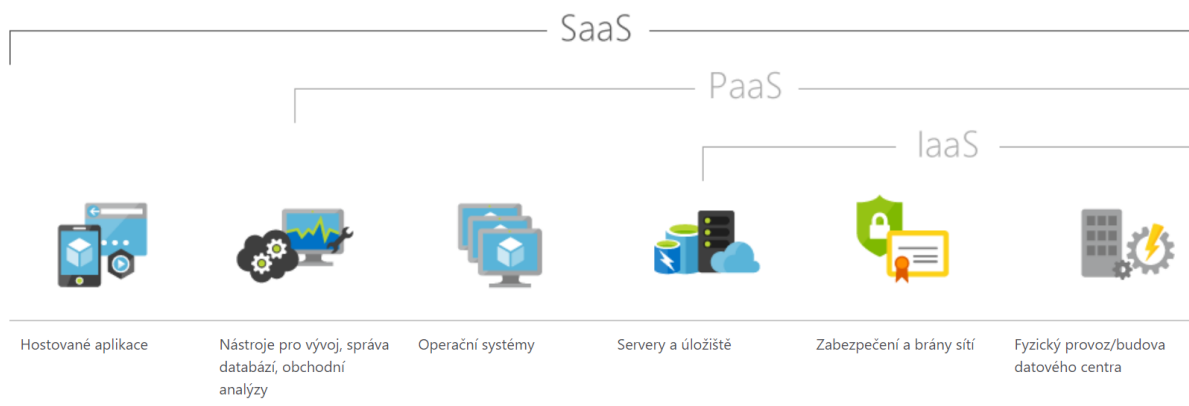 SaaS
PaaS
IaaS
Hostované aplikace
Nástroje pro vývoj, správa
databází, obchodní
analýzy
Operační systémy
Servery a úložiště
Zabezpečení a brány sítí
Fyzický provoz/budova
datového centra